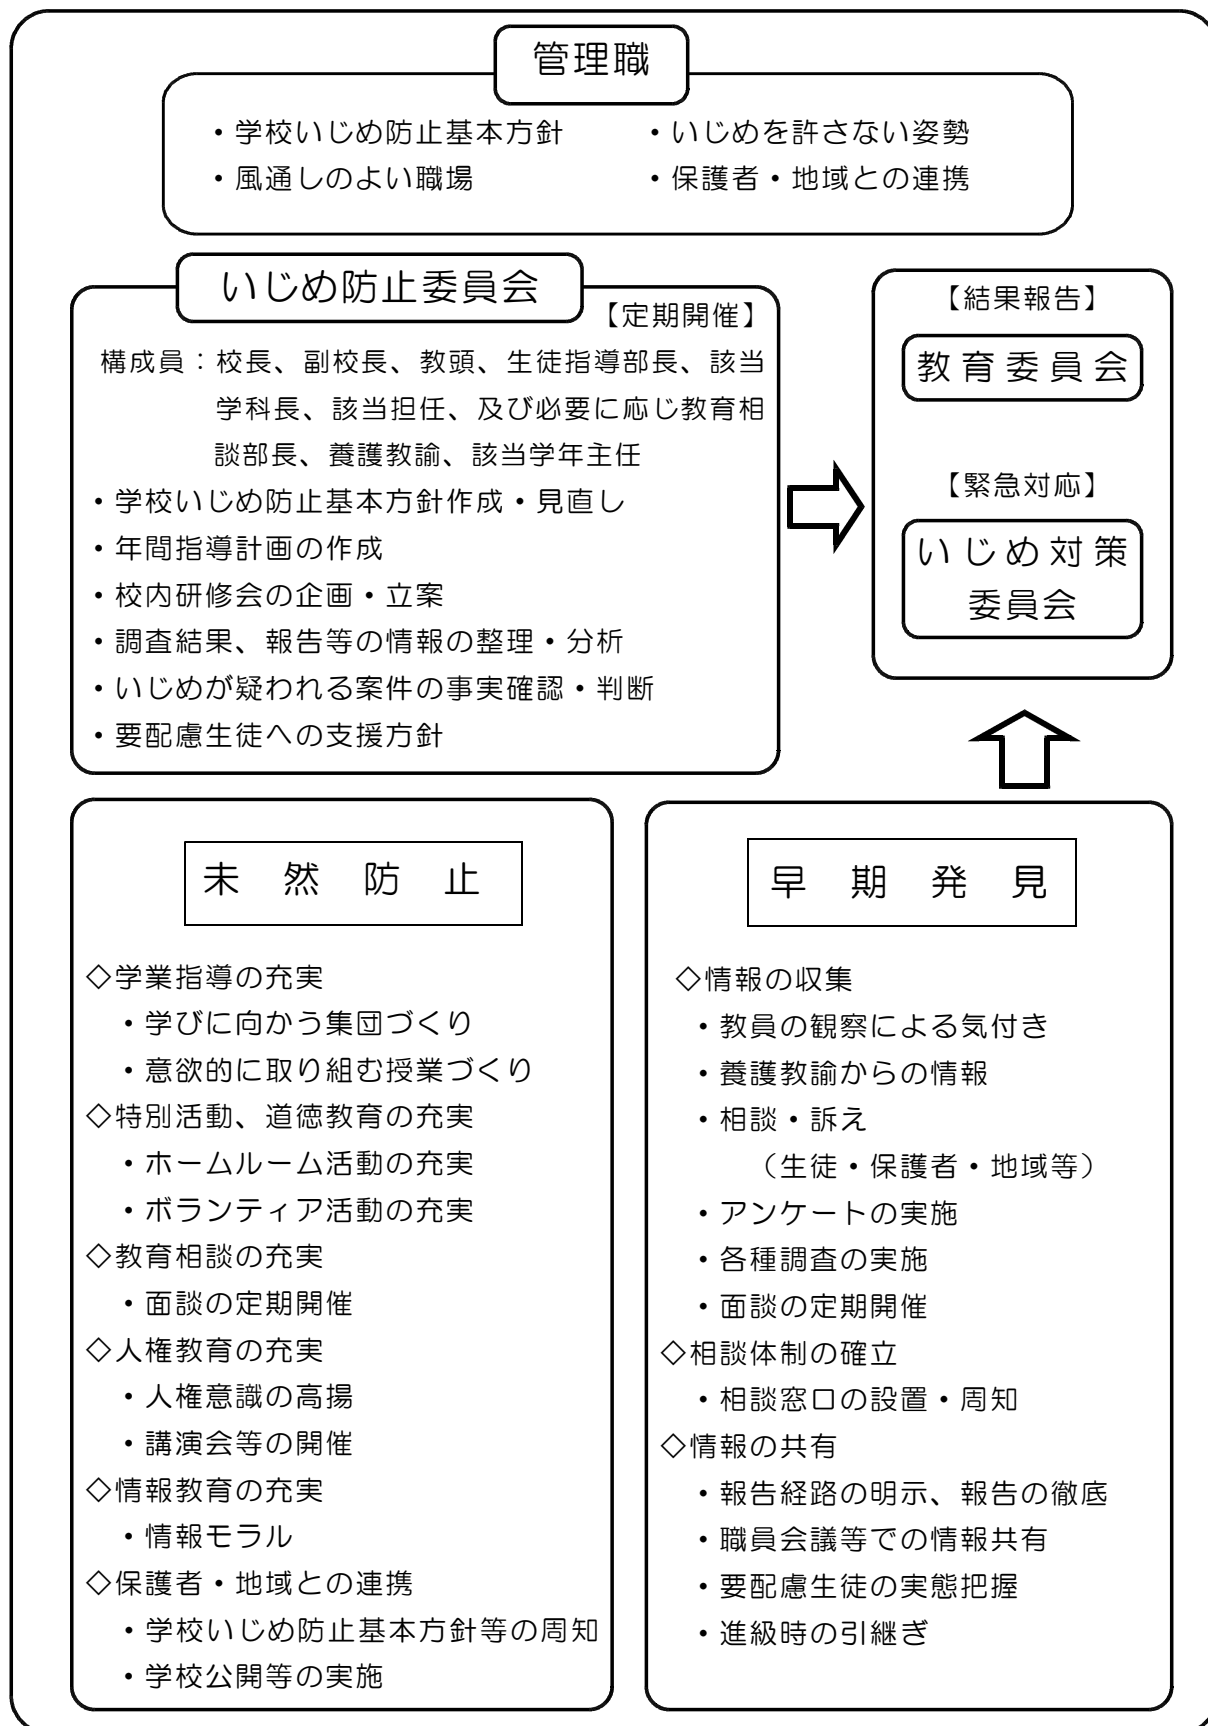 管理職
・学校いじめ防止基本方針　・いじめを許さない姿勢
・風通しのよい職場　・保護者・地域との連携
いじめ防止委員会
【定期開催】
構成員：校長、副校長、教頭、生徒指導部長、該当
学科長、該当担任、及び必要に応じ教育相
談部長、養護教諭、該当学年主任
・学校いじめ防止基本方針作成・見直し
・年間指導計画の作成
・校内研修会の企画・立案
・調査結果、報告等の情報の整理・分析
・いじめが疑われる案件の事実確認・判断
・要配慮生徒への支援方針
【結果報告】
教育委員会
【緊急対応】
いじめ対策
委員会
未然防止
◇学業指導の充実
・学びに向かう集団づくり
・意欲的に取り組む授業づくり
◇特別活動、道徳教育の充実
・ホームルーム活動の充実
・ボランティア活動の充実
◇教育相談の充実
・面談の定期開催
◇人権教育の充実
・人権意識の高揚
・講演会等の開催
◇情報教育の充実
・情報モラル
◇保護者・地域との連携
・学校いじめ防止基本方針等の周知
・学校公開等の実施
早期発見
◇情報の収集
・教員の観察による気付き
・養護教諭からの情報
・相談・訴え
（生徒・保護者・地域等）
・アンケートの実施
・各種調査の実施
・面談の定期開催
◇相談体制の確立
・相談窓口の設置・周知
◇情報の共有
・報告経路の明示、報告の徹底
・職員会議等での情報共有
・要配慮生徒の実態把握
・進級時の引継ぎ